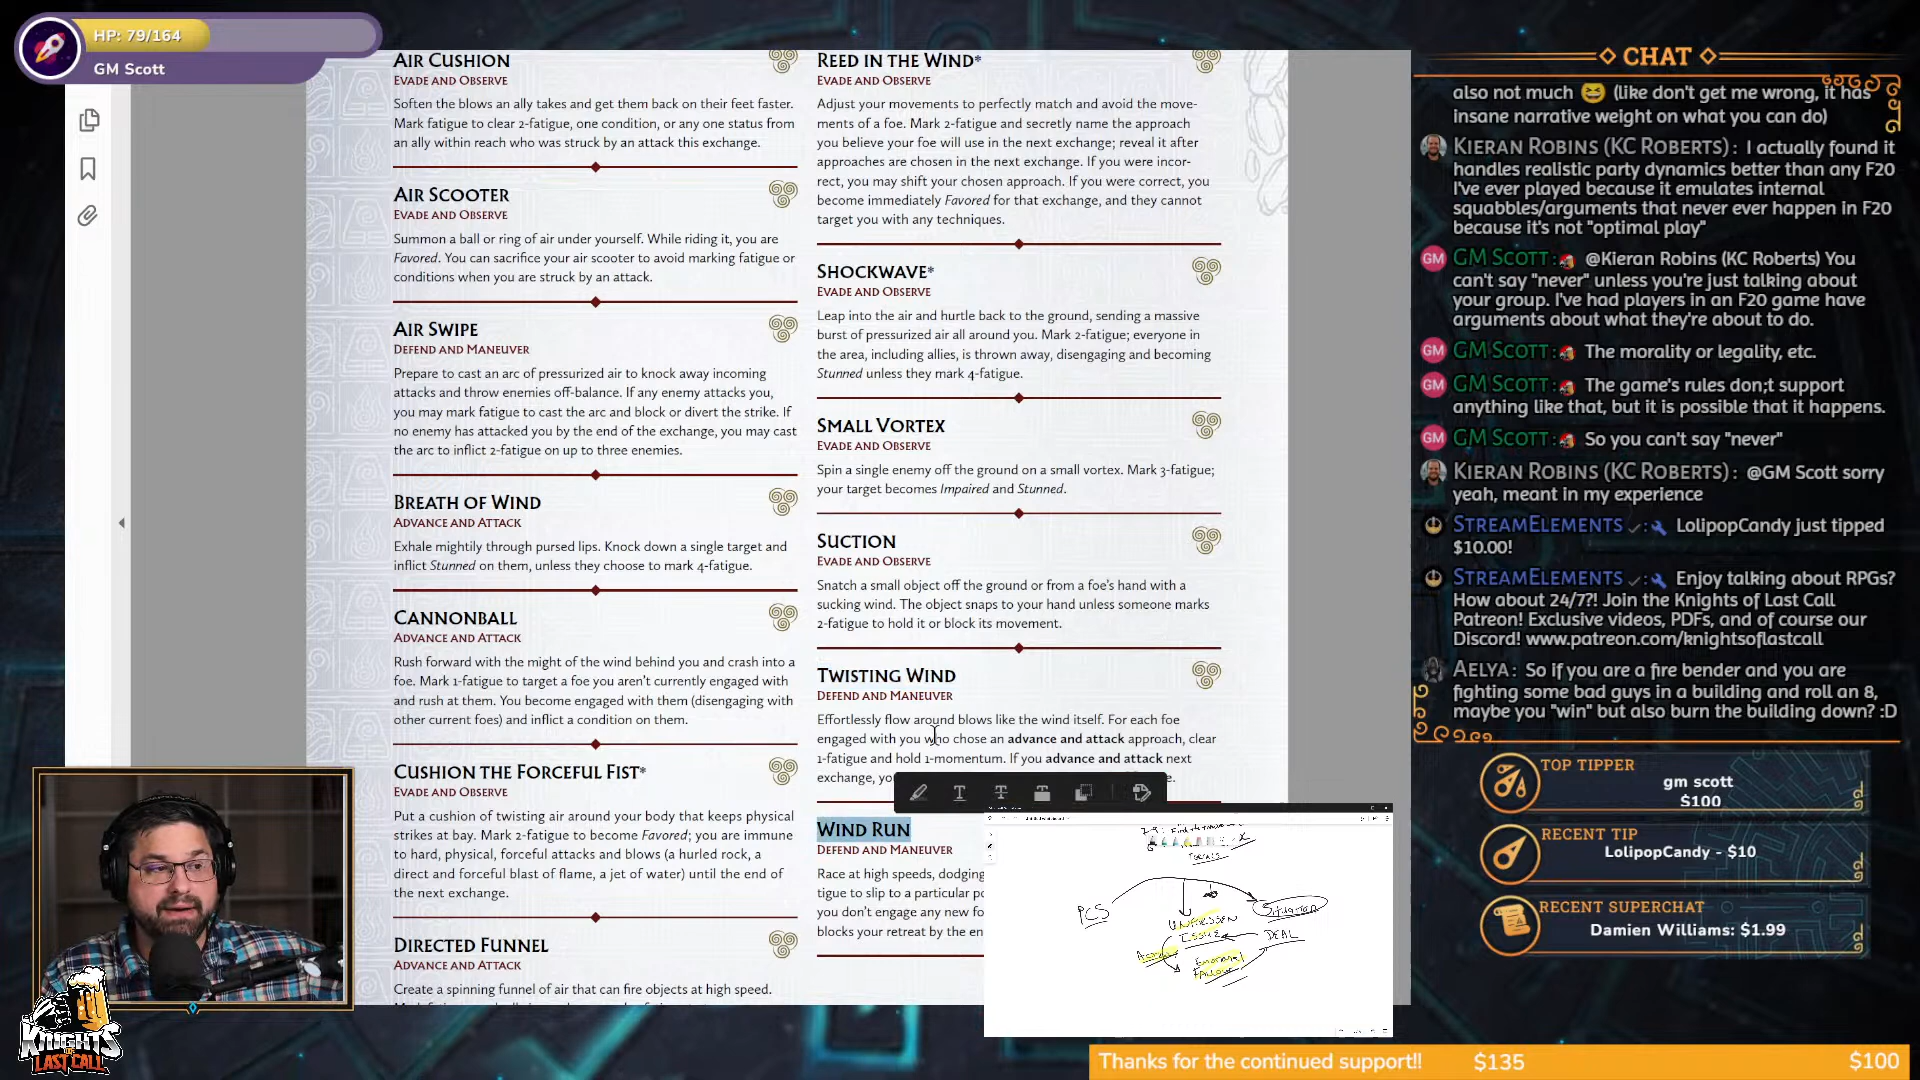 HP: 79/164
GM Scott
AIR CUSHION
EVADE AND OBSERVE
Soften the blows an ally takes and get them back on their feet faster.
Mark fatigue to clear 2-fatigue, one condition, or any one status from
an ally within reach who was struck by an attack this exchange.
AIR SCOOTER
EVADE AND OBSERVE
Summon a ball or ring of air under yourself. While riding it, you are
Favored. You can sacrifice your air scooter to avoid marking fatigue or
conditions when you are struck by an attack.
AIR SWIPE
DEFEND AND MANEUVER
Prepare to cast an arc of pressurized air to knock away incoming
attacks and throw enemies off-balance. If any enemy attacks you,
you may mark fatigue to cast the arc and block or divert the strike. If
no enemy has attacked you by the end of the exchange, you may cast
the arc to inflict 2-fatigue on up to three enemies.
BREATH OF WIND
ADVANCE AND ATTACK
Exhale mightily through pursed lips. Knock down a single target and
inflict Stunned on them, unless they choose to mark 4-fatigue.
CANNONBALL
ADVANCE AND ATTACK
Rush forward with the might of the wind behind you and crash into a
foe. Mark 1-fatigue to target a foe you aren't currently engaged with
and rush at them. You become engaged with them (disengaging with
other current foes) and inflict a condition on them.
CUSHION THE FORCEFUL FIST*
EVADE AND OBSERVE
Put a cushion of twisting air around your body that keeps physical
strikes at bay. Mark 2-fatigue to become Favored; you are immune
to hard, physical, forceful attacks and blows (a hurled rock, a
direct and forceful blast of flame, a jet of water) until the end of
the next exchange.
DIRECTED FUNNEL
ADVANCE AND ATTACK
Create a spinning funnel of air that can fire objects at high speed.
REED IN THE WIND*
EVADE AND OBSERVE
Adjust your movements to perfectly match and avoid the move-
ments of a foe. Mark 2-fatigue and secretly name the approach
you believe your foe will use in the next exchange; reveal it after
approaches are chosen in the next exchange. If you were incor-
rect, you may shift your chosen approach. If you were correct, you
become immediately Favored for that exchange, and they cannot
target you with any techniques.
SHOCKWAVE*
EVADE AND OBSERVE
Leap into the air and hurtle back to the ground, sending a massive
burst of pressurized air all around you. Mark 2-fatigue; everyone in
the area, including allies, is thrown away, disengaging and becoming
Stunned unless they mark 4-fatigue.
SMALL VORTEX
EVADE AND OBSERVE
Spin a single enemy off the ground on a small vortex. Mark 3-fatigue;
your target becomes Impaired and Stunned.
SUCTION
EVADE AND OBSERVE
Snatch a small object off the ground or from a foe's hand with a
sucking wind. The object snaps to your hand unless someone marks
2-fatigue to hold it or block its movement.
TWISTING WIND
DEFEND AND MANEUVER
Effortlessly flow around blows like the wind itself. For each foe
engaged with you who chose an advance and attack approach, clear
1-fatigue and hold 1-momentum. If you advance and attack next
exchange,
WIND RUN
DEFEND AND MANEUVER
Race at high speeds, dodging
tigue to slip to a particular
you don't engage any new
blocks your retreat by the
PCS
SITUATION
UNFORSEEN
ISSUE
DEAL
EMOTIONAL
FALLOUT
CHAT
also not much 😆 (like don't get me wrong, it has
insane narrative weight on what you can do)
KIERAN ROBINS (KC ROBERTS): I actually found it
handles realistic party dynamics better than any F20
I've ever played because it emulates internal
squabbles/arguments that never ever happen in F20
because it's not "optimal play"
GM GM SCOTT: @Kieran Robins (KC Roberts) You
can't say "never" unless you're just talking about
your group. I've had players in an F20 game have
arguments about what they're about to do.
GM GM SCOTT: The morality or legality, etc.
GM GM SCOTT: The game's rules don;t support
anything like that, but it is possible that it happens.
GM GM SCOTT: So you can't say "never"
KIERAN ROBINS (KC ROBERTS): @GM Scott sorry
yeah, meant in my experience
STREAMELEMENTS: LolipopCandy just tipped
$10.00!
STREAMELEMENTS: Enjoy talking about RPGs?
How about 24/7?! Join the Knights of Last Call
Patreon! Exclusive videos, PDFs, and of course our
Discord! www.patreon.com/knightsoflastcall
AELYA: So if you are a fire bender and you are
fighting some bad guys in a building and roll an 8,
maybe you "win" but also burn the building down? :D
TOP TIPPER
gm scott
$100
RECENT TIP
LolipopCandy - $10
RECENT SUPERCHAT
Damien Williams: $1.99
KNIGHTS
OF
LAST CALL
Thanks for the continued support!! $135 $100